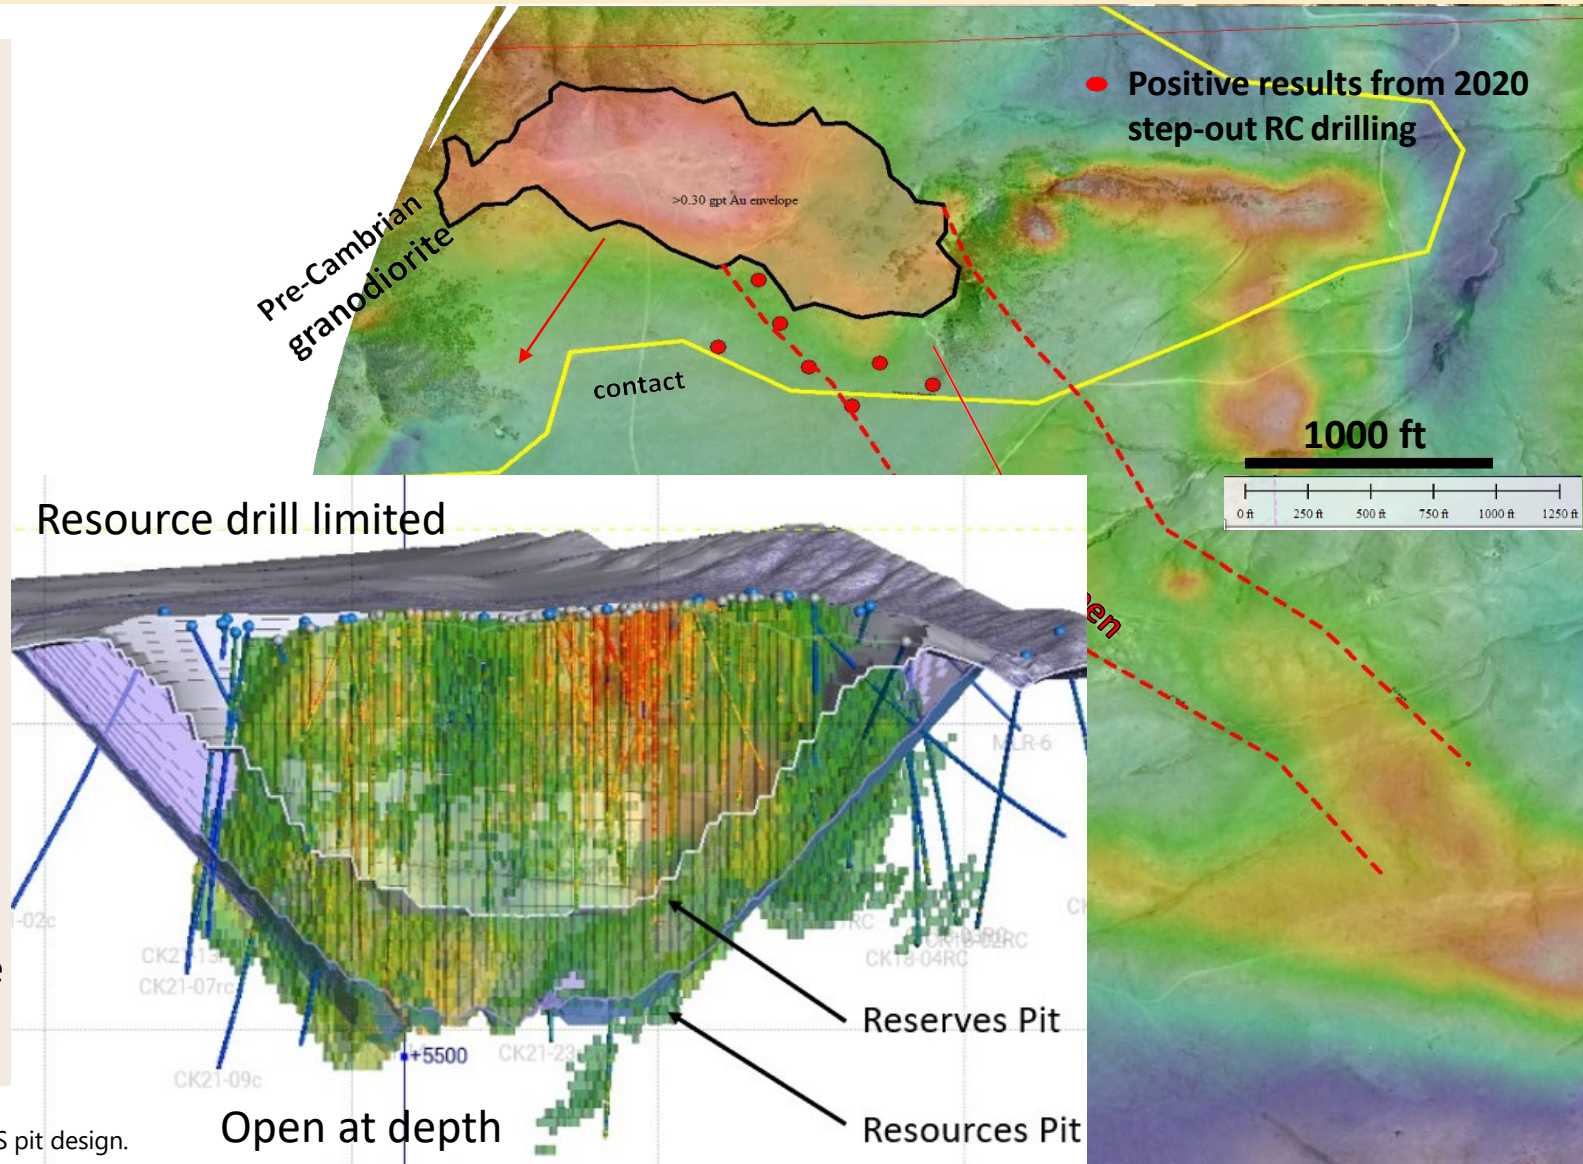 Positive results from 2020
step-out RC drilling
>0.30 gpt Au envelope
Pre-Cambrian
granodiorite
contact
1000 ft
0 ft 250 ft 500 ft 750 ft 1000 ft 1250 ft
Resource drill limited
MLR-6
CK21-07rc
CK18-04RC
CK21-09c
+5500
Reserves Pit
Resources Pit
Open at depth
pit design.